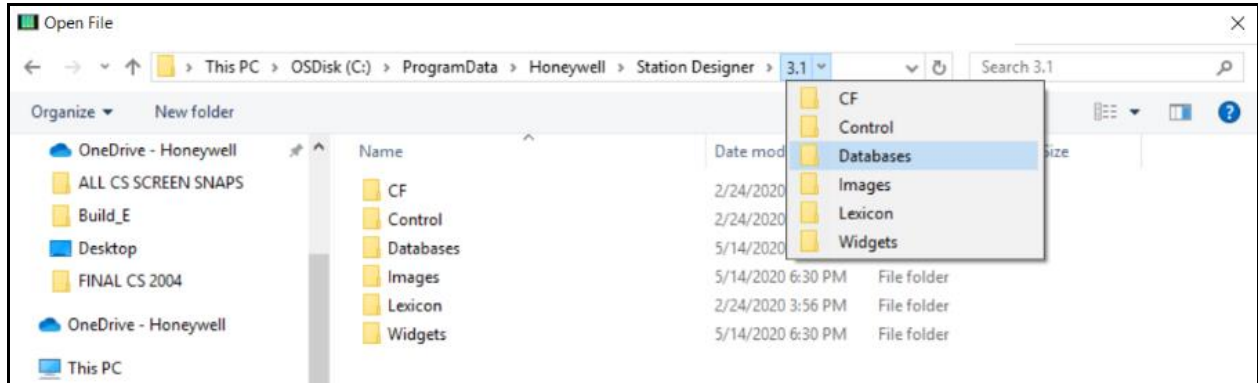 Open File
This PC > OSDisk (C:) > ProgramData > Honeywell > Station Designer > 3.1
Search 3.1
Organize
New folder
OneDrive - Honeywell
ALL CS SCREEN SNAPS
Build_E
Desktop
FINAL CS 2004
OneDrive - Honeywell
This PC
Name
Date mod
CF
2/24/2020
Control
2/24/2020
Databases
5/14/2020
Images
5/14/2020 6:30 PM File folder
Lexicon
2/24/2020 3:56 PM File folder
Widgets
5/14/2020 6:30 PM File folder
CF
Control
Databases
Images
Lexicon
Widgets